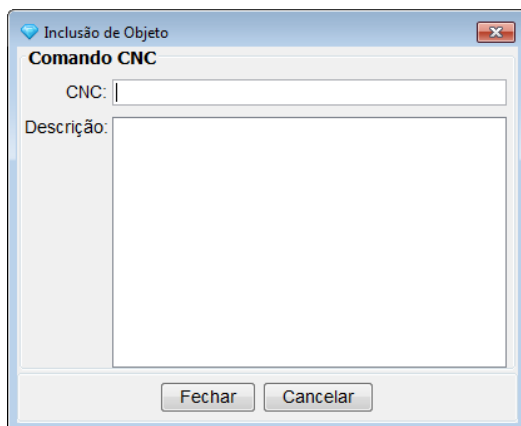 Inclusão de Objeto
Comando CNC
CNC:
Descrição:
Fechar Cancelar